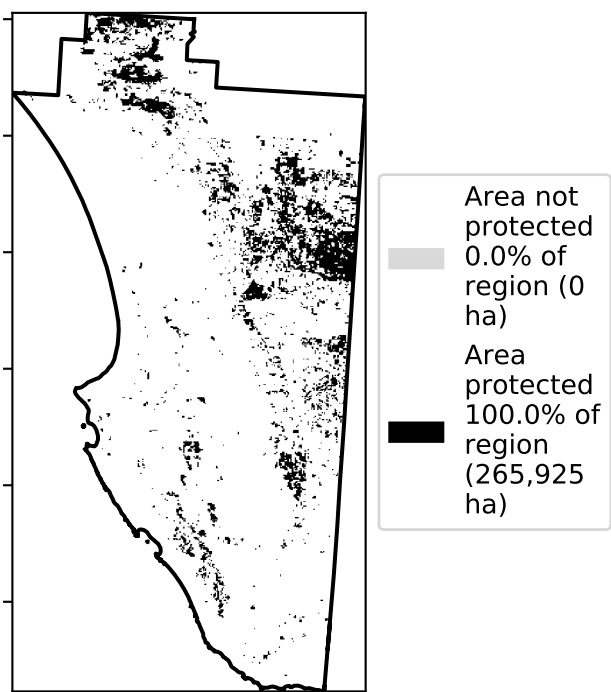 Area not
protected
0.0% of
region (0
ha)
Area
protected
100.0% of
region
(265,925
ha)